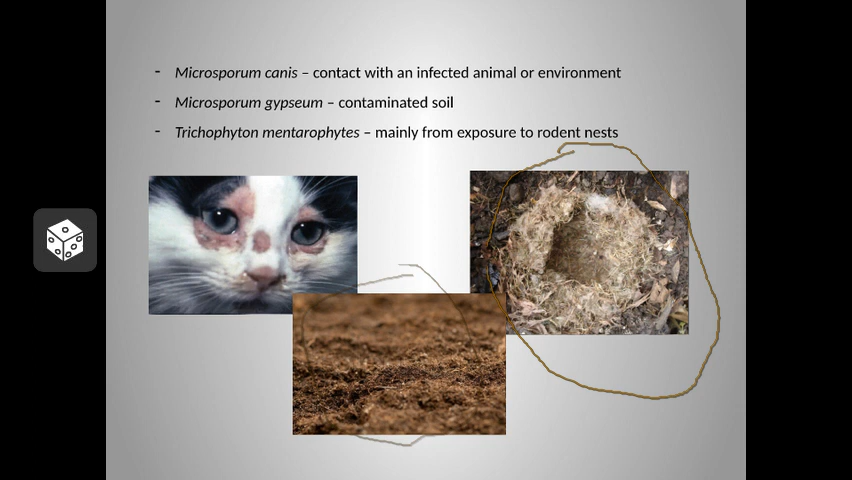 - Microsporum canis – contact with an infected animal or environment
- Microsporum gypseum – contaminated soil
- Trichophyton mentarophytes – mainly from exposure to rodent nests